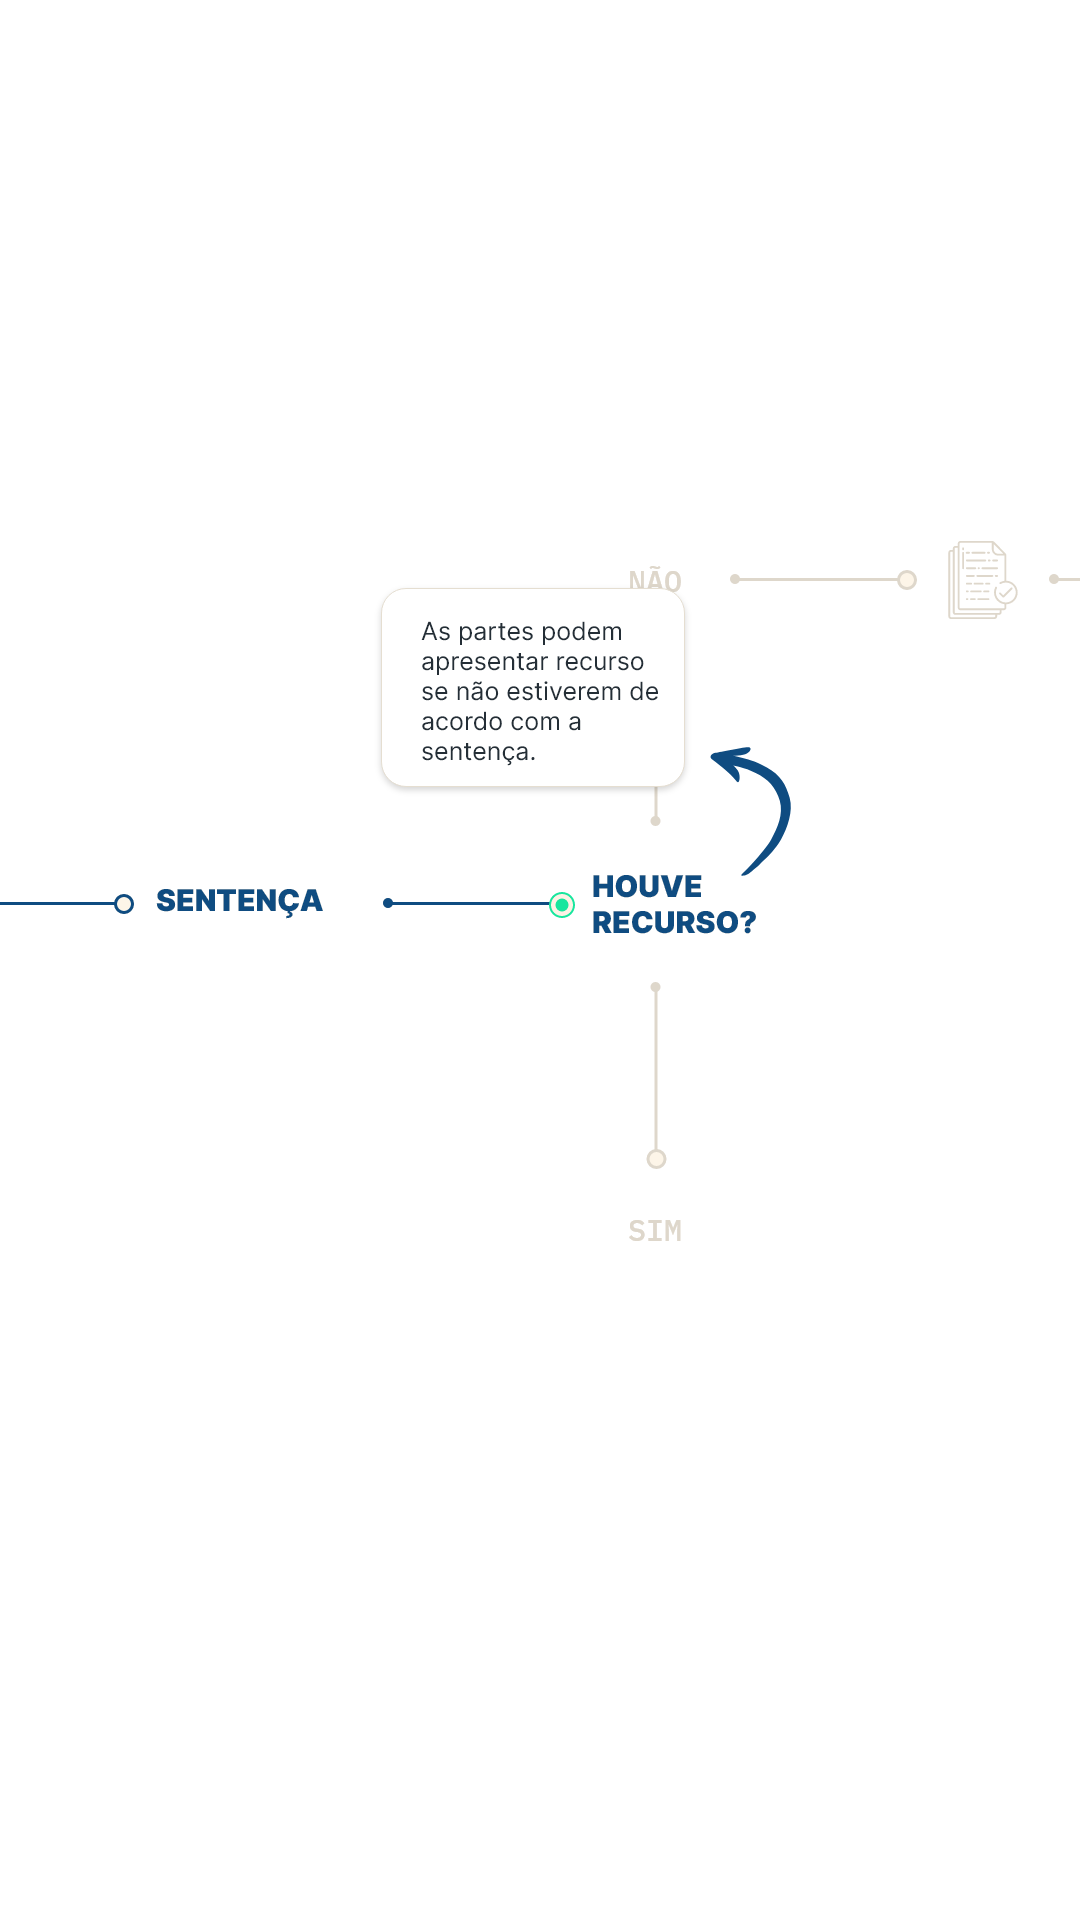 NÃO
As partes podem
apresentar recurso
se não estiverem de
acordo com a
sentença.
SENTENÇA
HOUVE
RECURSO?
SIM